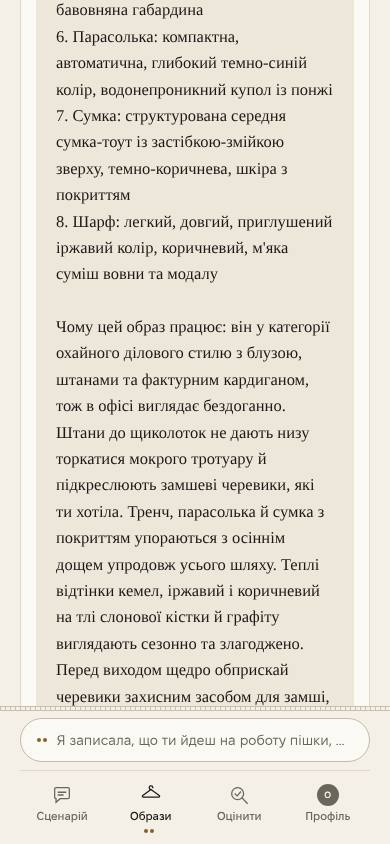 бавовняна габардина
6. Парасолька: компактна,
автоматична, глибокий темно-синій
колір, водонепроникний купол із понжі
7. Сумка: структурована середня
сумка-тоут із застібкою-змійкою
зверху, темно-коричнева, шкіра з
покриттям
8. Шарф: легкий, довгий, приглушений
іржавий колір, коричневий, м'яка
суміш вовни та модалу
Чому цей образ працює: він у категорії
охайного ділового стилю з блузою,
штанами та фактурним кардиганом,
тож в офісі виглядає бездоганно.
Штани до щиколоток не дають низу
торкатися мокрого тротуару й
підкреслюють замшеві черевики, які
ти хотіла. Тренч, парасолька й сумка з
покриттям упораються з осіннім
дощем упродовж усього шляху. Теплі
відтінки кемел, іржавий і коричневий
на тлі слонової кістки й графіту
виглядають сезонно та злагоджено.
Перед виходом щедро обприскай
черевики захисним засобом для замші,
Я записала, що ти йдеш на роботу пішки, ...
Сценарій
Образи
Оцінити
О
Профіль